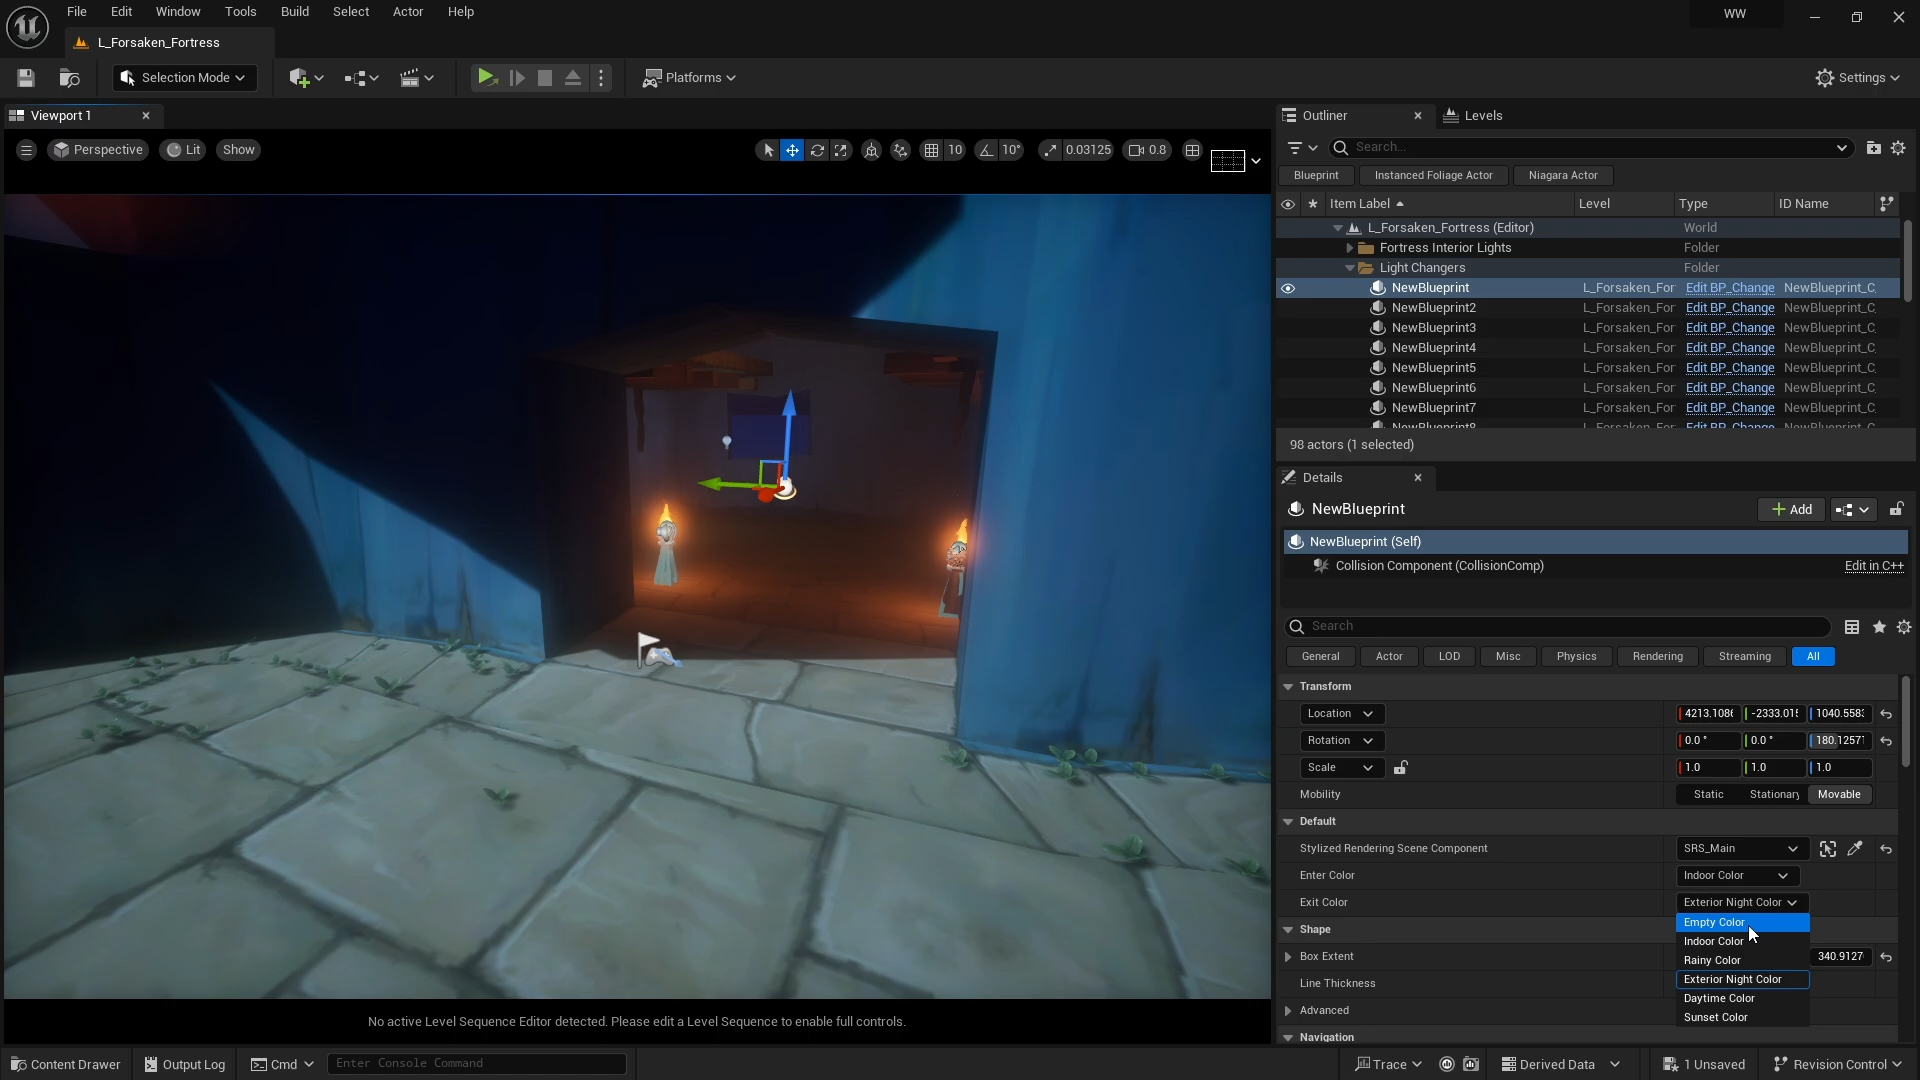 File Edit Window Tools Build Select Actor Help
WW
L_Forsaken_Fortress
Selection Mode
Platforms
Settings
Viewport 1
Perspective Lit Show
10 10° 0.03125 0.8
Outliner Levels
Search...
Blueprint Instanced Foliage Actor Niagara Actor
Item Label Level Type ID Name
L_Forsaken_Fortress (Editor) World
Fortress Interior Lights Folder
Light Changers Folder
NewBlueprint L_Forsaken_For Edit BP_Change NewBlueprint_C
NewBlueprint2 L_Forsaken_For Edit BP_Change NewBlueprint_C
NewBlueprint3 L_Forsaken_For Edit BP_Change NewBlueprint_C
NewBlueprint4 L_Forsaken_For Edit BP_Change NewBlueprint_C
NewBlueprint5 L_Forsaken_For Edit BP_Change NewBlueprint_C
NewBlueprint6 L_Forsaken_For Edit BP_Change NewBlueprint_C
NewBlueprint7 L_Forsaken_For Edit BP_Change NewBlueprint_C
NewBlueprint8 L_Forsaken_For Edit BP_Change NewBlueprint_C
98 actors (1 selected)
Details
NewBlueprint
Add
NewBlueprint (Self)
Collision Component (CollisionComp) Edit in C++
Search
General Actor LOD Misc Physics Rendering Streaming All
Transform
Location 4213.108 -2333.01 1040.558
Rotation 0.0 ° 0.0 ° 180.1257
Scale 1.0 1.0 1.0
Mobility Static Stationary Movable
Default
Stylized Rendering Scene Component SRS_Main
Enter Color Indoor Color
Exit Color Exterior Night Color
Empty Color
Indoor Color
Rainy Color
Exterior Night Color
Daytime Color
Sunset Color
Shape
Box Extent 340.9127
Line Thickness
Advanced
Navigation
No active Level Sequence Editor detected. Please edit a Level Sequence to enable full controls.
Content Drawer Output Log Cmd Enter Console Command
Trace Derived Data 1 Unsaved Revision Control